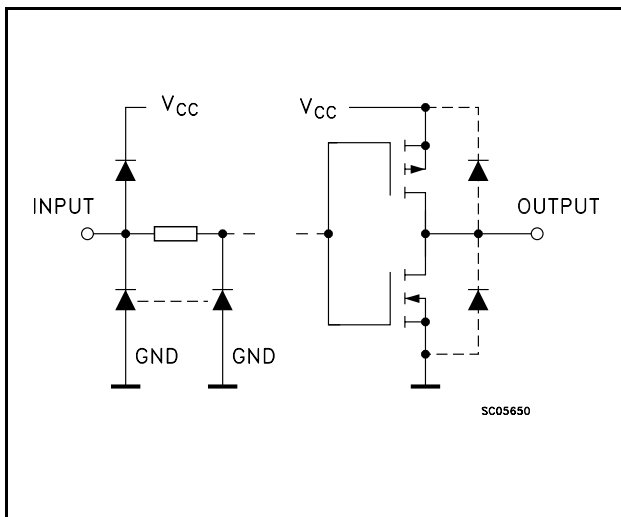 VCC
VCC
INPUT
OUTPUT
GND
GND
SC05650